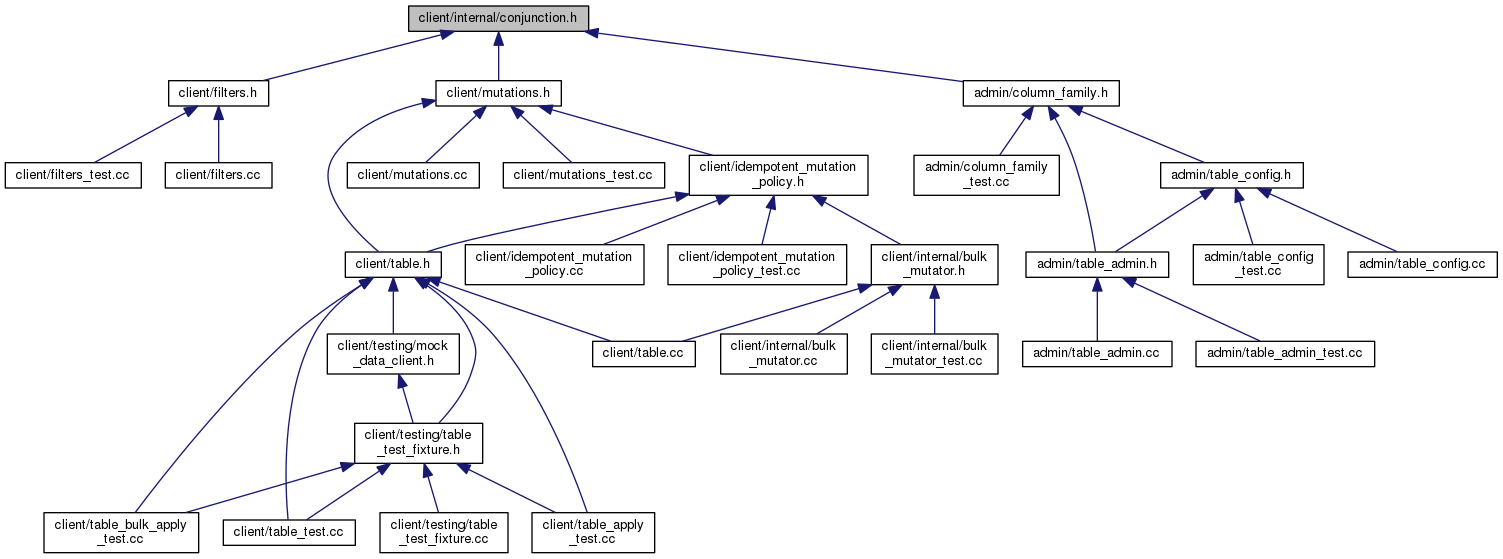 client/internal/conjunction.h
client/filters.h
client/mutations.h
admin/column_family.h
client/filters_test.cc
client/filters.cc
client/mutations.cc
client/mutations_test.cc
client/idempotent_mutation
_policy.h
admin/column_family
_test.cc
admin/table_config.h
client/table.h
client/idempotent_mutation
_policy.cc
client/idempotent_mutation
_policy_test.cc
client/internal/bulk
_mutator.h
admin/table_admin.h
admin/table_config
_test.cc
admin/table_config.cc
client/testing/mock
_data_client.h
client/table.cc
client/internal/bulk
_mutator.cc
client/internal/bulk
_mutator_test.cc
admin/table_admin.cc
admin/table_admin_test.cc
client/testing/table
_test_fixture.h
client/table_bulk_apply
_test.cc
client/table_test.cc
client/testing/table
_test_fixture.cc
client/table_apply
_test.cc